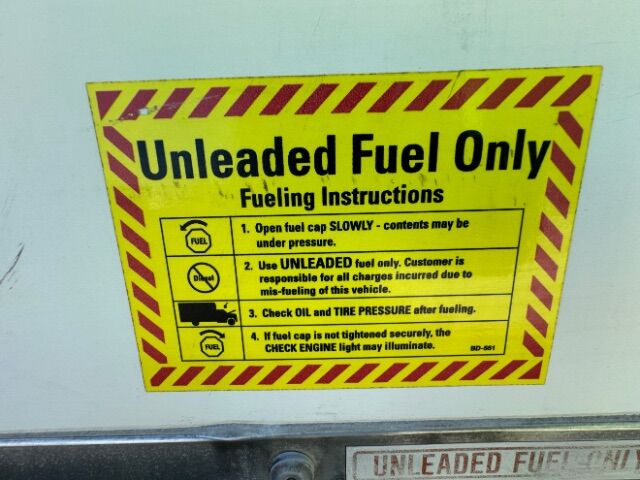 Unleaded Fuel Only
Fueling Instructions
FUEL
1. Open fuel cap SLOWLY - contents may be
under pressure.
Diesel
2. Use UNLEADED fuel only. Customer is
responsible for all charges incurred due to
mis-fueling of this vehicle.
3. Check OIL and TIRE PRESSURE after fueling.
FUEL
4. If fuel cap is not tightened securely, the
CHECK ENGINE light may illuminate.
BD-561
UNLEADED FUEL ONLY